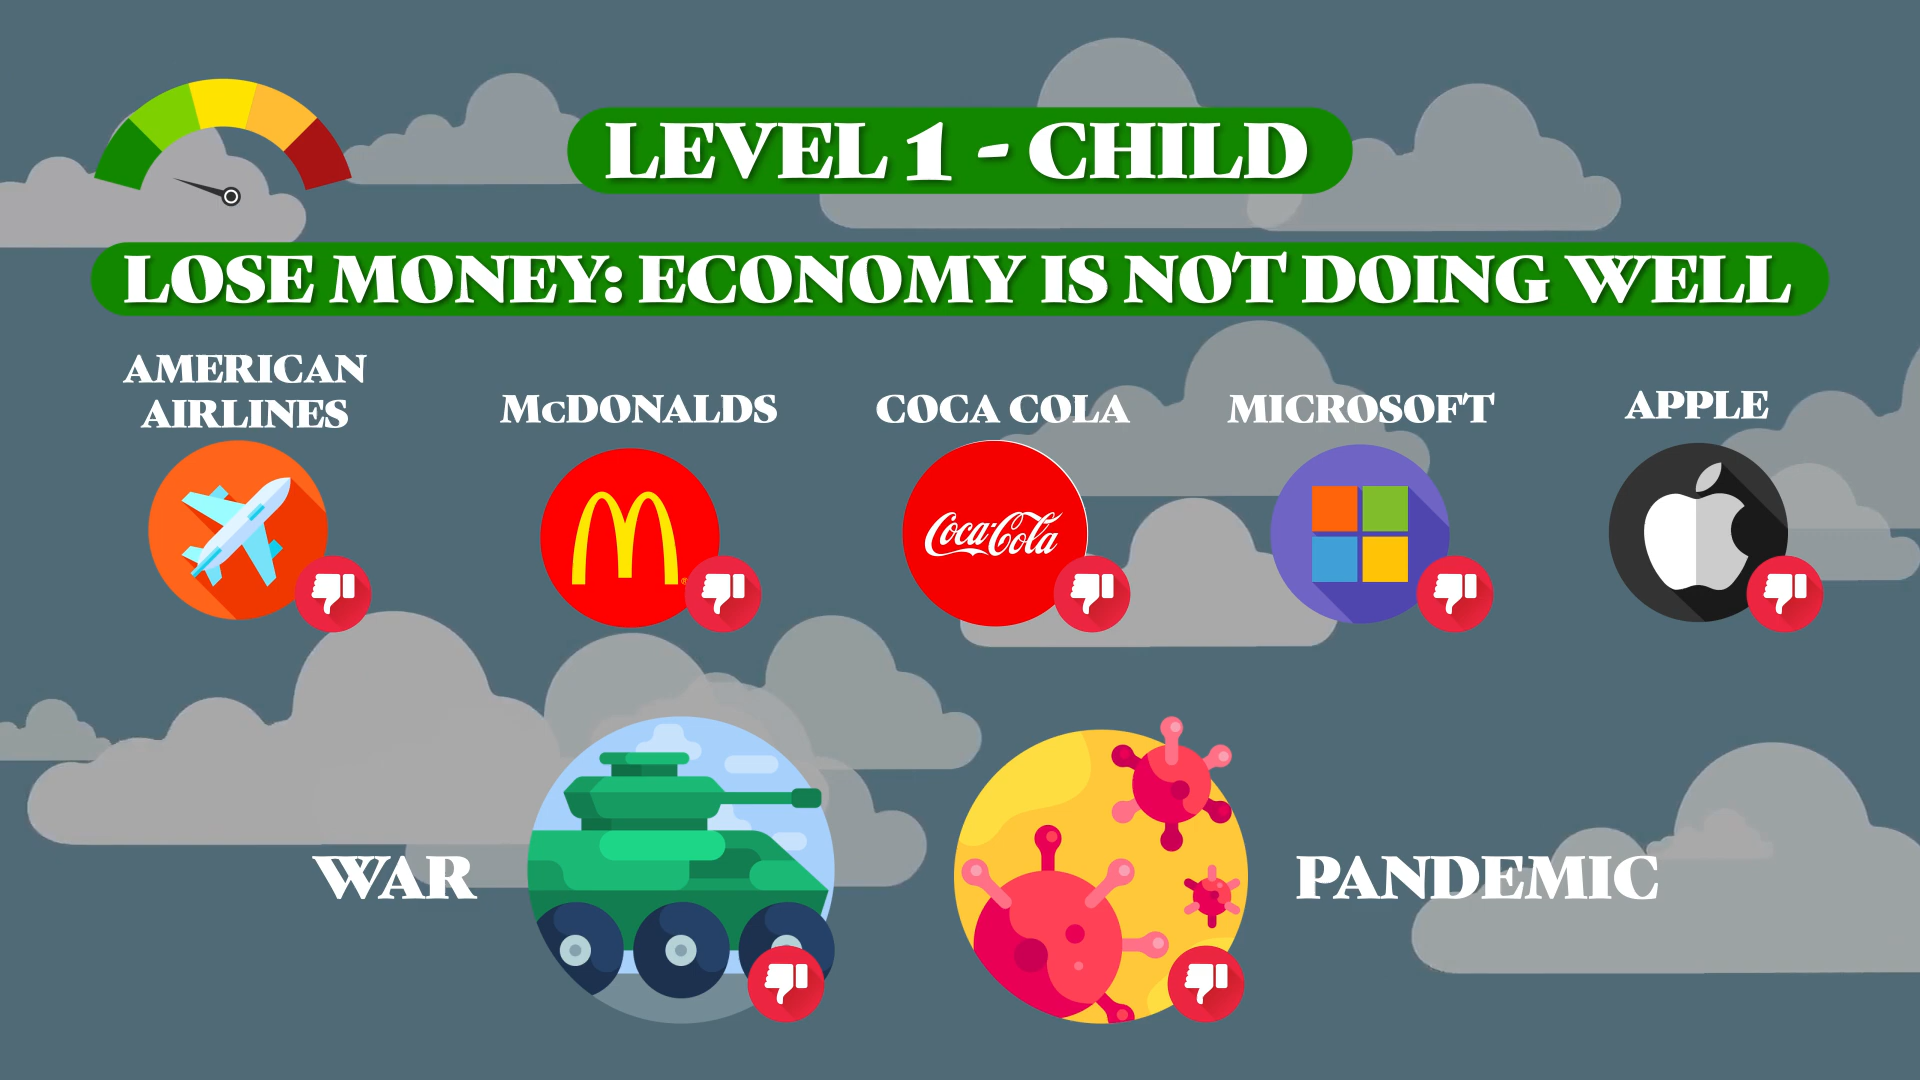 LEVEL 1 - CHILD
LOSE MONEY: ECONOMY IS NOT DOING WELL
AMERICAN
AIRLINES
McDONALDS
COCA COLA
MICROSOFT
APPLE
Coca-Cola
WAR
PANDEMIC